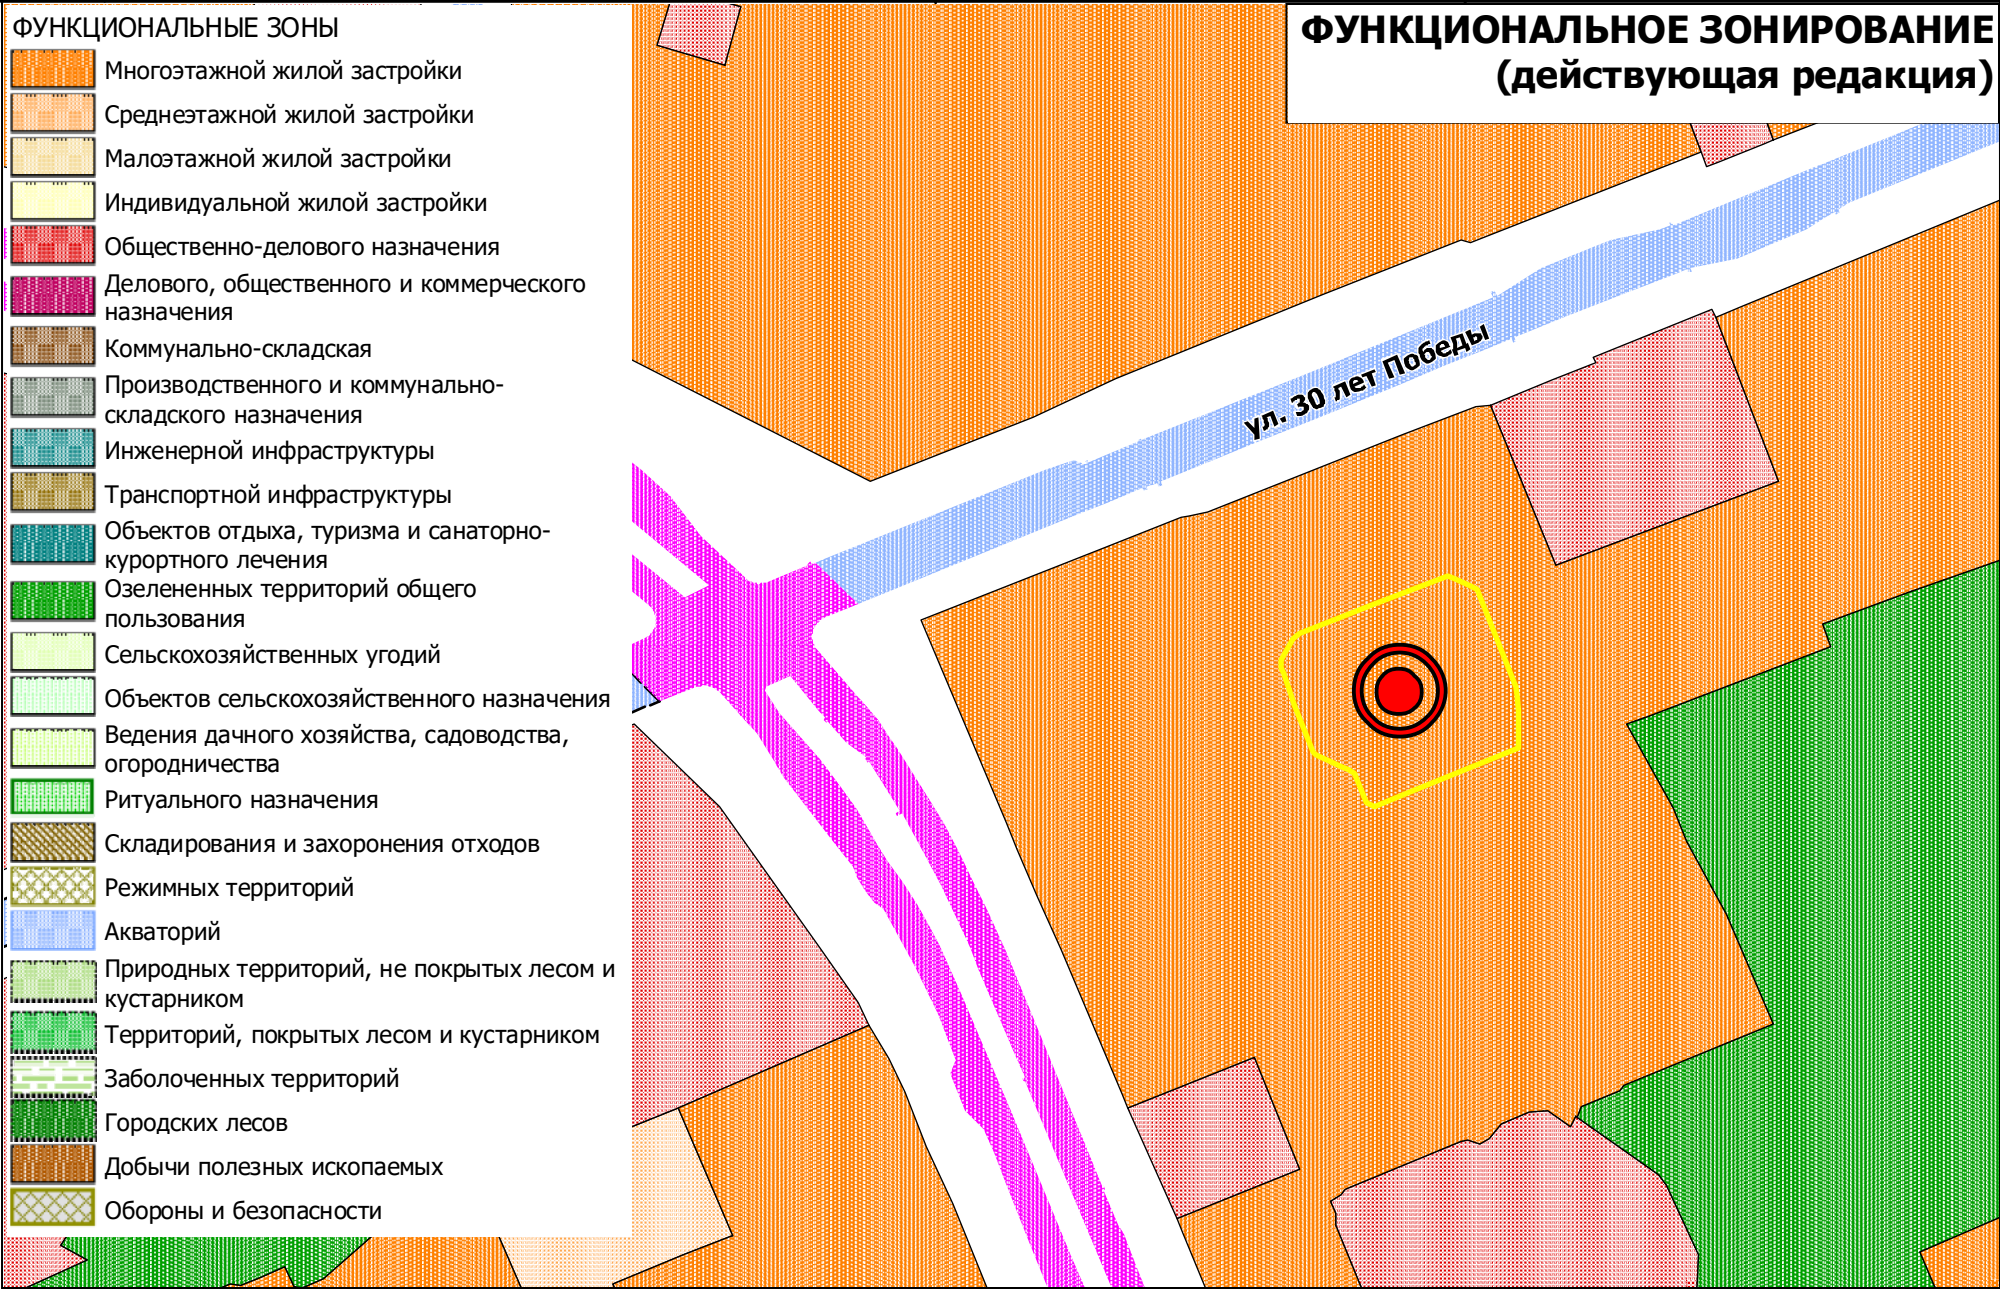 ФУНКЦИОНАЛЬНЫЕ ЗОНЫ
Многоэтажной жилой застройки
Среднеэтажной жилой застройки
Малоэтажной жилой застройки
Индивидуальной жилой застройки
Общественно-делового назначения
Делового, общественного и коммерческого
назначения
Коммунально-складская
Производственного и коммунально-
складского назначения
Инженерной инфраструктуры
Транспортной инфраструктуры
Объектов отдыха, туризма и санаторно-
курортного лечения
Озелененных территорий общего
пользования
Сельскохозяйственных угодий
Объектов сельскохозяйственного назначения
Ведения дачного хозяйства, садоводства,
огородничества
Ритуального назначения
Складирования и захоронения отходов
Режимных территорий
Акваторий
Природных территорий, не покрытых лесом и
кустарником
Территорий, покрытых лесом и кустарником
Заболоченных территорий
Городских лесов
Добычи полезных ископаемых
Обороны и безопасности
ФУНКЦИОНАЛЬНОЕ ЗОНИРОВАНИЕ
(действующая редакция)
ул. 30 лет Победы